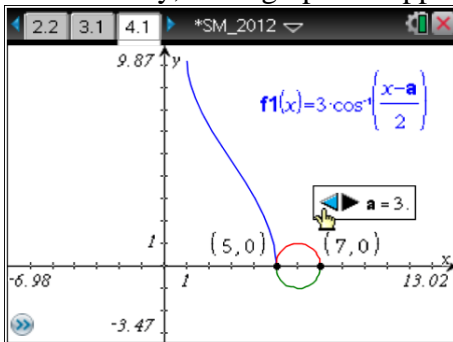 2.2 3.1 4.1 *SM_2012
9.87 y
f1(x)=3·cos⁻¹((x-a)/2)
a = 3.
1 (5,0) (7,0)
x
-6.98 1 13.02
-3.47